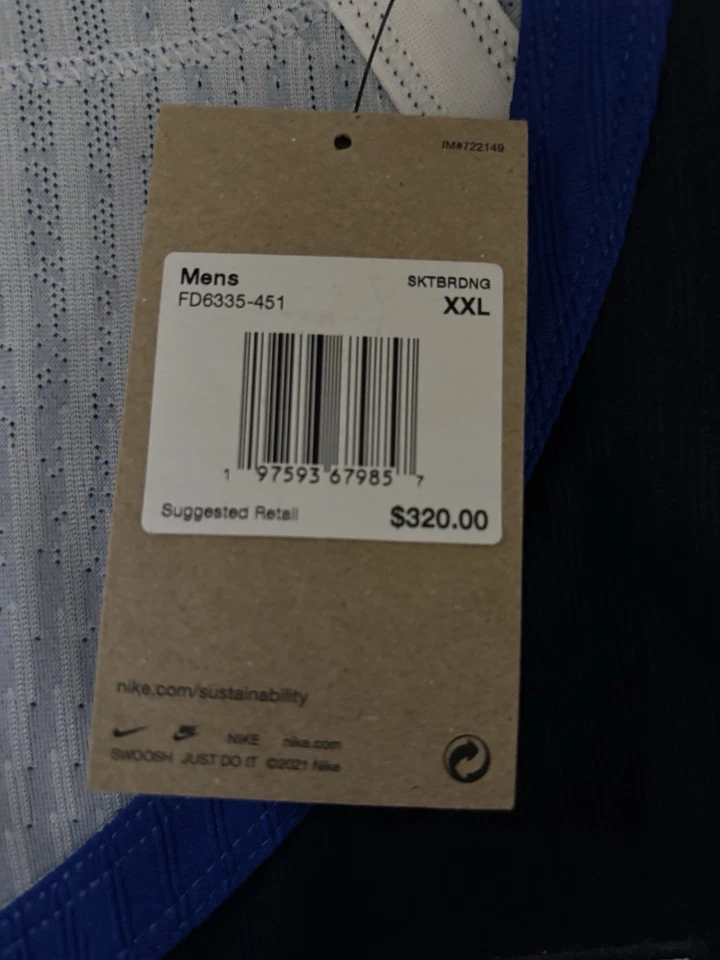 IM#722149
Mens
SKTBRDNG
FD6335-451
XXL
1 97593 67985 7
Suggested Retail
$320.00
nike.com/sustainability
NIKE nike.com
SWOOSH JUST DO IT ©2021 Nike